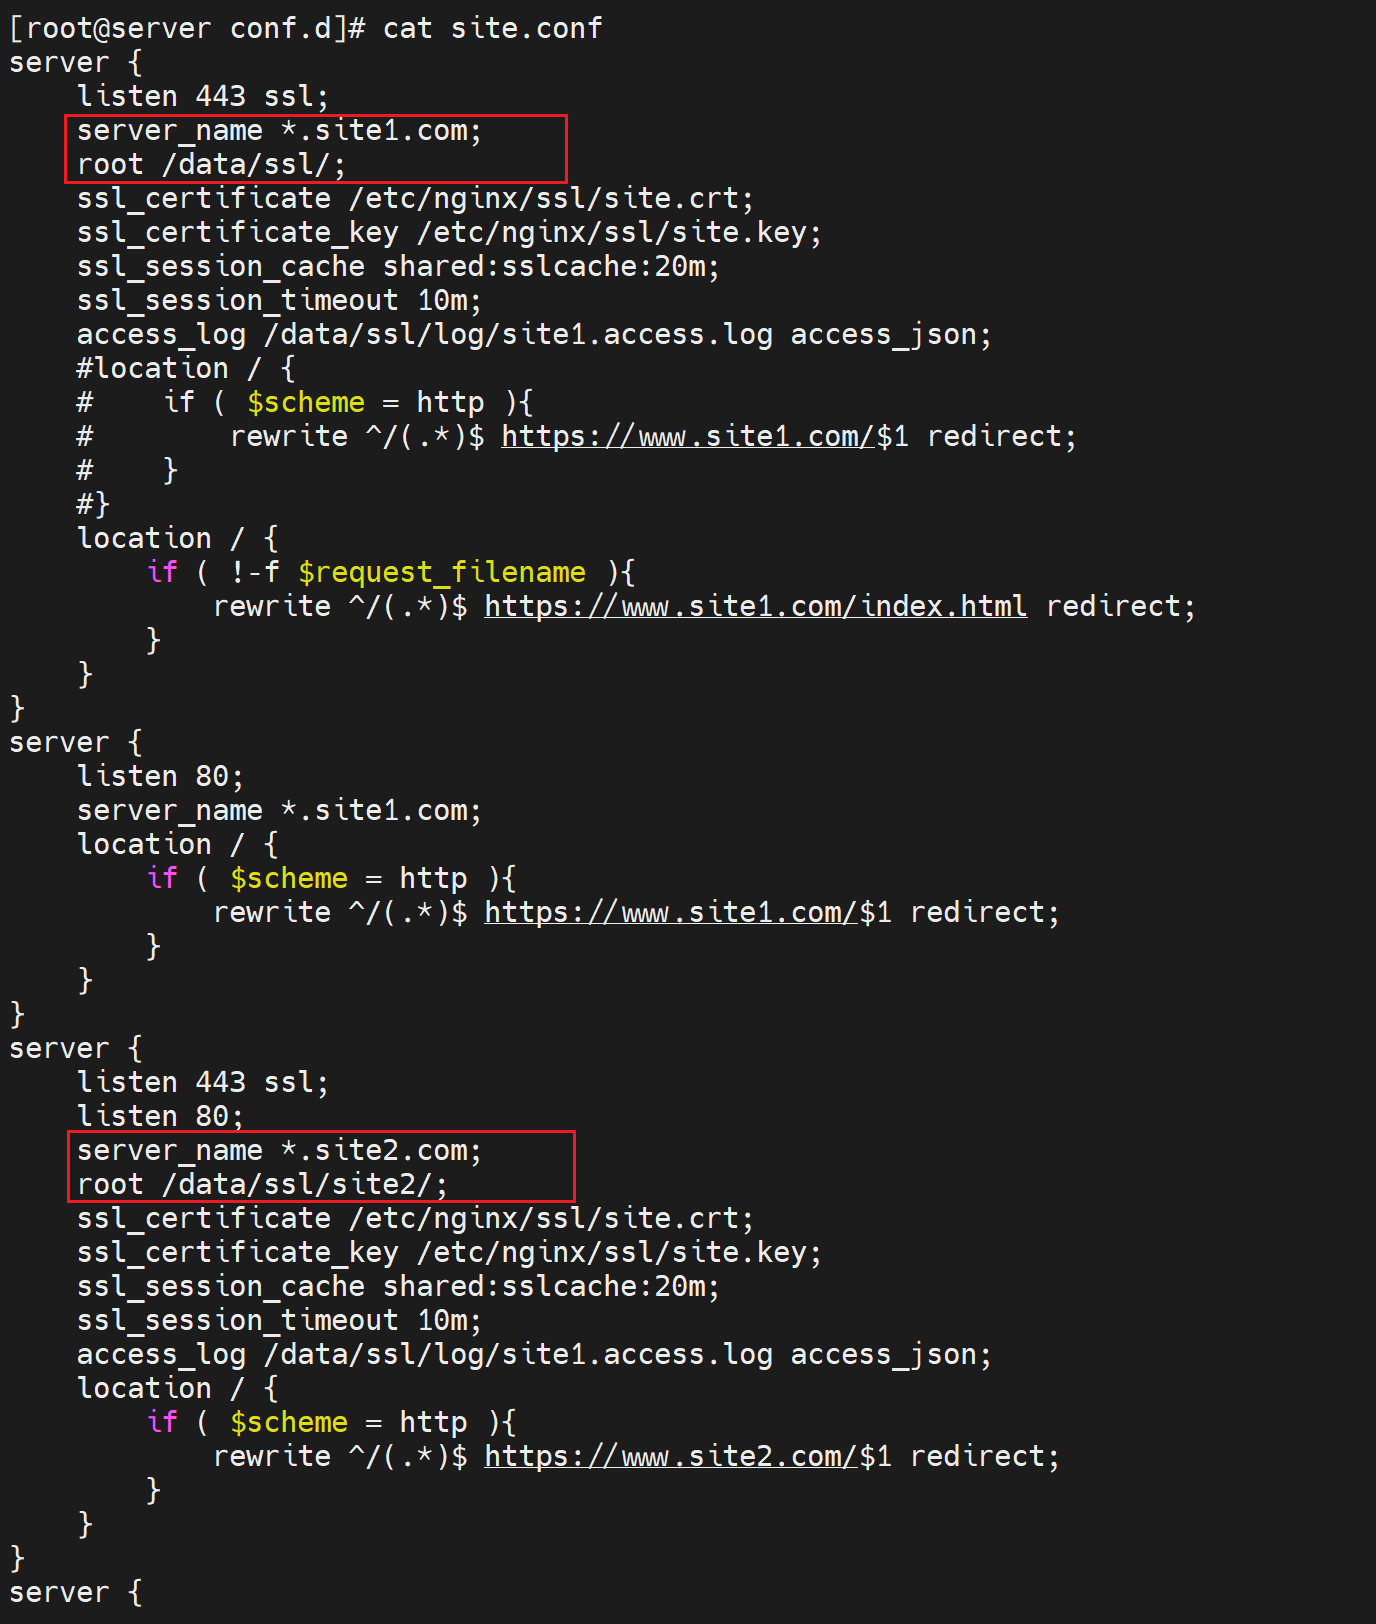 [root@server conf.d]# cat site.conf
server {
    listen 443 ssl;
    server_name *.site1.com;
    root /data/ssl/;
    ssl_certificate /etc/nginx/ssl/site.crt;
    ssl_certificate_key /etc/nginx/ssl/site.key;
    ssl_session_cache shared:sslcache:20m;
    ssl_session_timeout 10m;
    access_log /data/ssl/log/site1.access.log access_json;
    #location / {
    #    if ( $scheme = http ){
    #        rewrite ^/(.*)$ https://www.site1.com/$1 redirect;
    #    }
    #}
    location / {
        if ( !-f $request_filename ){
            rewrite ^/(.*)$ https://www.site1.com/index.html redirect;
        }
    }
}
server {
    listen 80;
    server_name *.site1.com;
    location / {
        if ( $scheme = http ){
            rewrite ^/(.*)$ https://www.site1.com/$1 redirect;
        }
    }
}
server {
    listen 443 ssl;
    listen 80;
    server_name *.site2.com;
    root /data/ssl/site2/;
    ssl_certificate /etc/nginx/ssl/site.crt;
    ssl_certificate_key /etc/nginx/ssl/site.key;
    ssl_session_cache shared:sslcache:20m;
    ssl_session_timeout 10m;
    access_log /data/ssl/log/site1.access.log access_json;
    location / {
        if ( $scheme = http ){
            rewrite ^/(.*)$ https://www.site2.com/$1 redirect;
        }
    }
}
server {